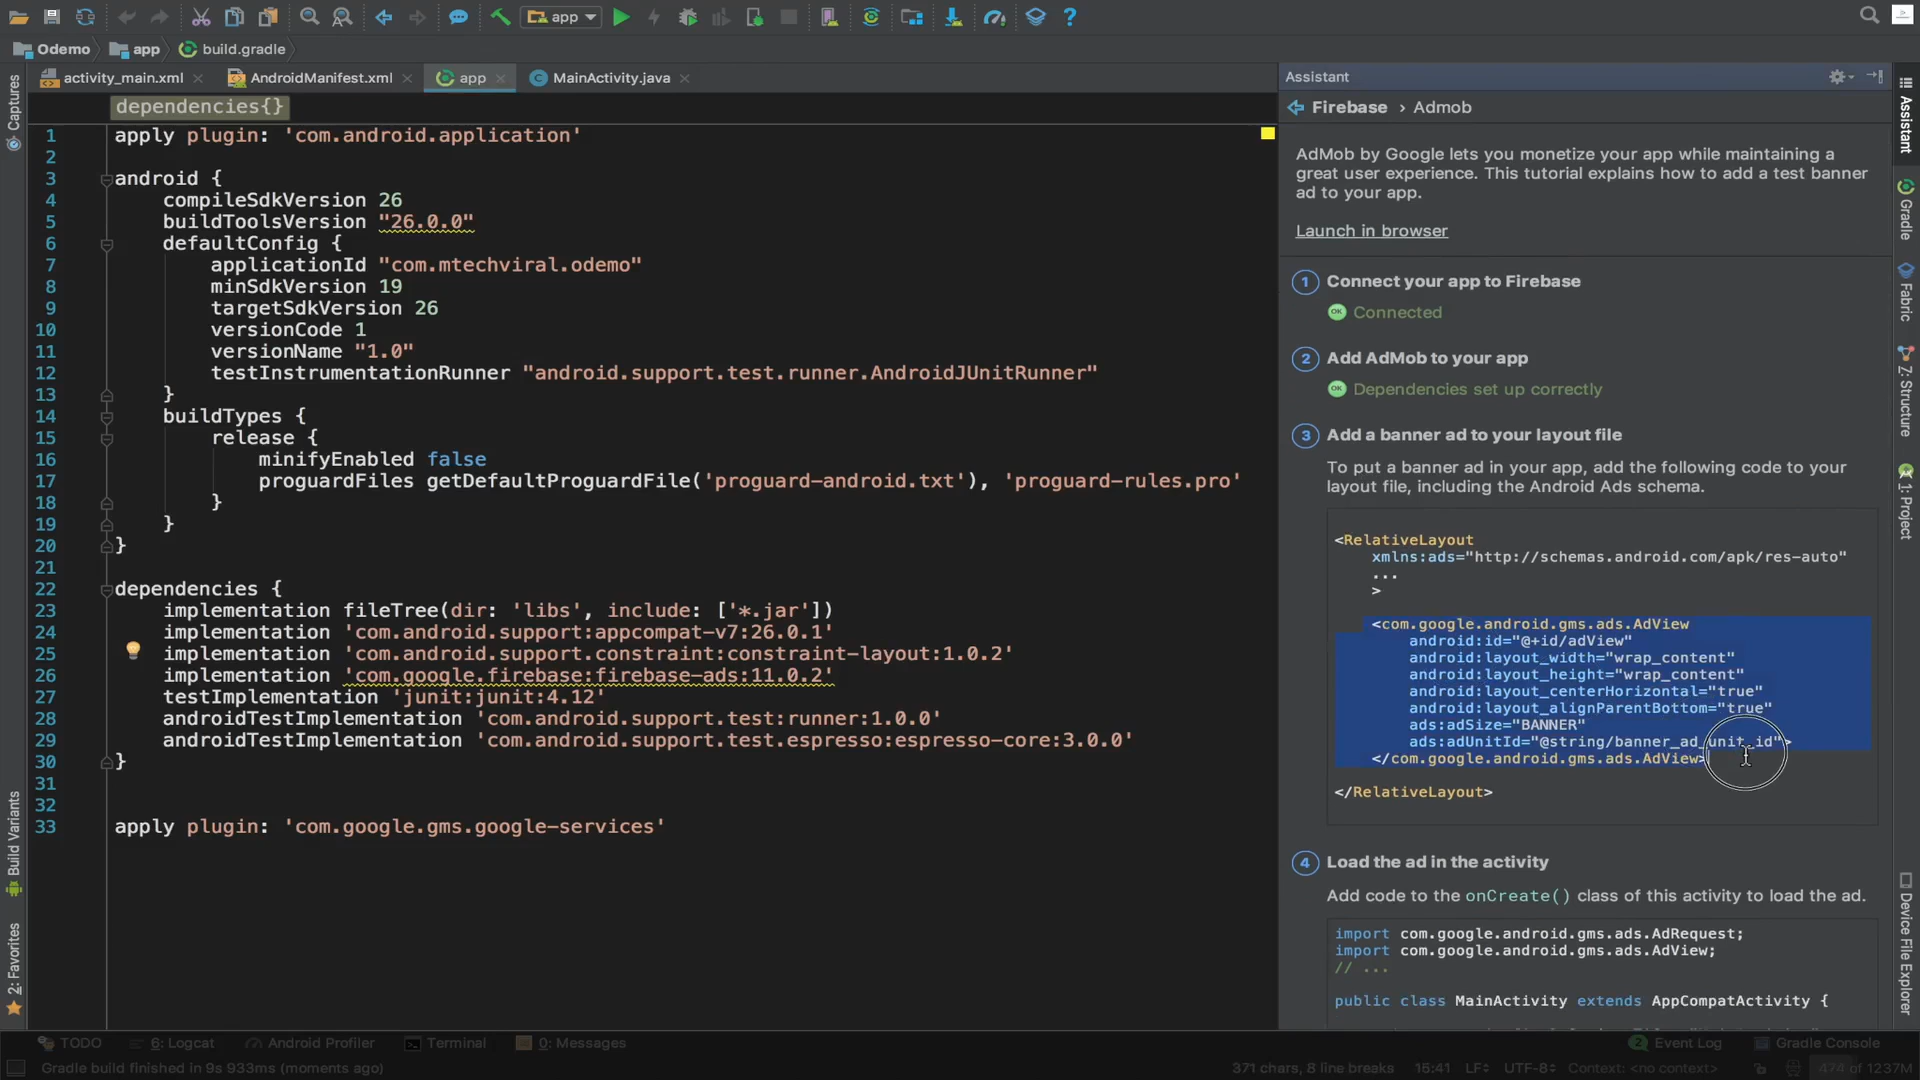 app
Odemo
app
build.gradle
activity_main.xml
AndroidManifest.xml
app
MainActivity.java
Assistant
dependencies{}
Firebase › Admob
1 apply plugin: 'com.android.application'
2
3 android {
4 compileSdkVersion 26
5 buildToolsVersion "26.0.0"
6 defaultConfig {
7 applicationId "com.mtechviral.odemo"
8 minSdkVersion 19
9 targetSdkVersion 26
10 versionCode 1
11 versionName "1.0"
12 testInstrumentationRunner "android.support.test.runner.AndroidJUnitRunner"
13 }
14 buildTypes {
15 release {
16 minifyEnabled false
17 proguardFiles getDefaultProguardFile('proguard-android.txt'), 'proguard-rules.pro'
18 }
19 }
20 }
21
22 dependencies {
23 implementation fileTree(dir: 'libs', include: ['*.jar'])
24 implementation 'com.android.support:appcompat-v7:26.0.1'
25 implementation 'com.android.support.constraint:constraint-layout:1.0.2'
26 implementation 'com.google.firebase:firebase-ads:11.0.2'
27 testImplementation 'junit:junit:4.12'
28 androidTestImplementation 'com.android.support.test:runner:1.0.0'
29 androidTestImplementation 'com.android.support.test.espresso:espresso-core:3.0.0'
30 }
31
32
33 apply plugin: 'com.google.gms.google-services'
AdMob by Google lets you monetize your app while maintaining a
great user experience. This tutorial explains how to add a test banner
ad to your app.
Launch in browser
1 Connect your app to Firebase
OK Connected
2 Add AdMob to your app
OK Dependencies set up correctly
3 Add a banner ad to your layout file
To put a banner ad in your app, add the following code to your
layout file, including the Android Ads schema.
<RelativeLayout
xmlns:ads="http://schemas.android.com/apk/res-auto"
...
>
<com.google.android.gms.ads.AdView
android:id="@+id/adView"
android:layout_width="wrap_content"
android:layout_height="wrap_content"
android:layout_centerHorizontal="true"
android:layout_alignParentBottom="true"
ads:adSize="BANNER"
ads:adUnitId="@string/banner_ad_unit_id">
</com.google.android.gms.ads.AdView>
</RelativeLayout>
4 Load the ad in the activity
Add code to the onCreate() class of this activity to load the ad.
import com.google.android.gms.ads.AdRequest;
import com.google.android.gms.ads.AdView;
// ...
public class MainActivity extends AppCompatActivity {
Captures
Build Variants
2: Favorites
Assistant
Gradle
Fabric
Z: Structure
1: Project
Device File Explorer
TODO
6: Logcat
Android Profiler
Terminal
0: Messages
2 Event Log
Gradle Console
Gradle build finished in 9s 933ms (moments ago)
371 chars, 8 line breaks
15:41
LF÷
UTF-8÷
Context: <no context>
474 of 1237M